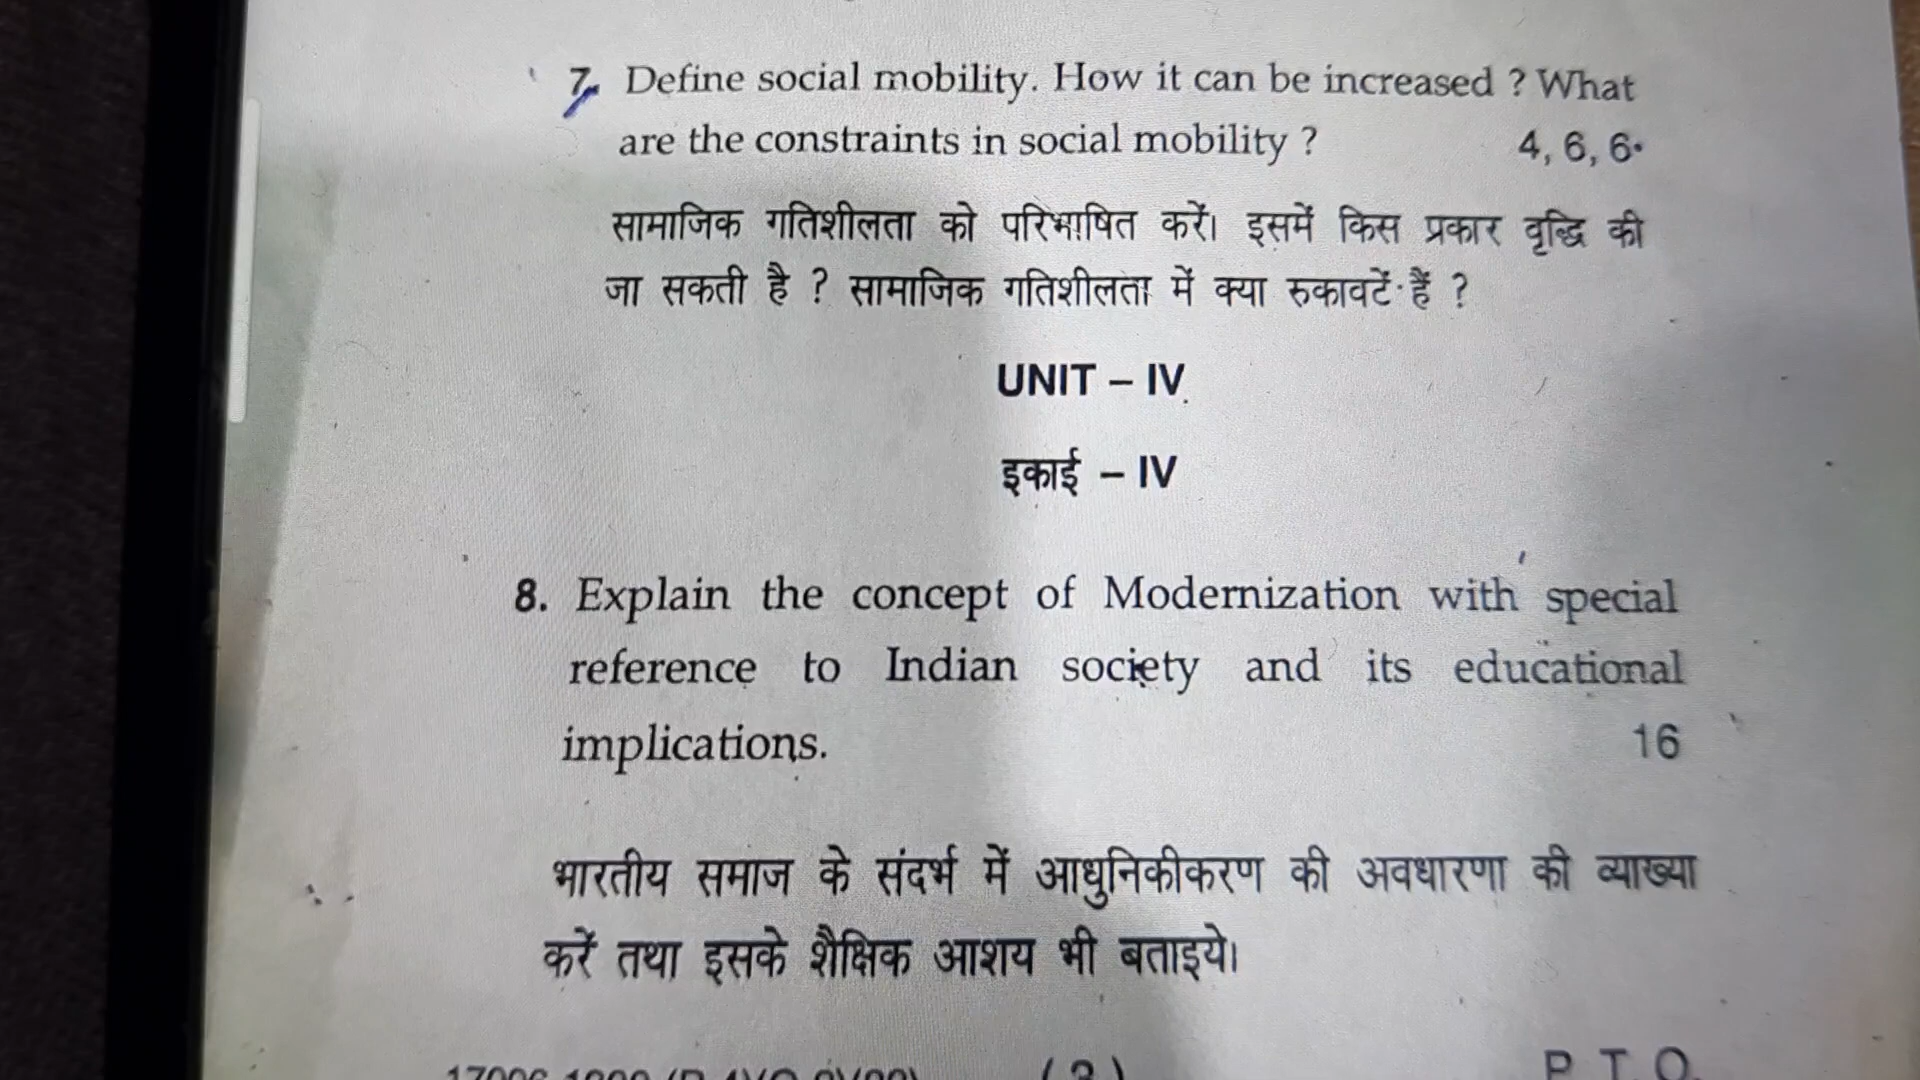 7. Define social mobility. How it can be increased ? What
are the constraints in social mobility ? 4, 6, 6
सामाजिक गतिशीलता को परिभाषित करें। इसमें किस प्रकार वृद्धि की
जा सकती है ? सामाजिक गतिशीलता में क्या रुकावटें हैं ?
UNIT – IV
इकाई – IV
8. Explain the concept of Modernization with special
reference to Indian society and its educational
implications. 16
भारतीय समाज के संदर्भ में आधुनिकीकरण की अवधारणा की व्याख्या
करें तथा इसके शैक्षिक आशय भी बताइये।
P. T. O.